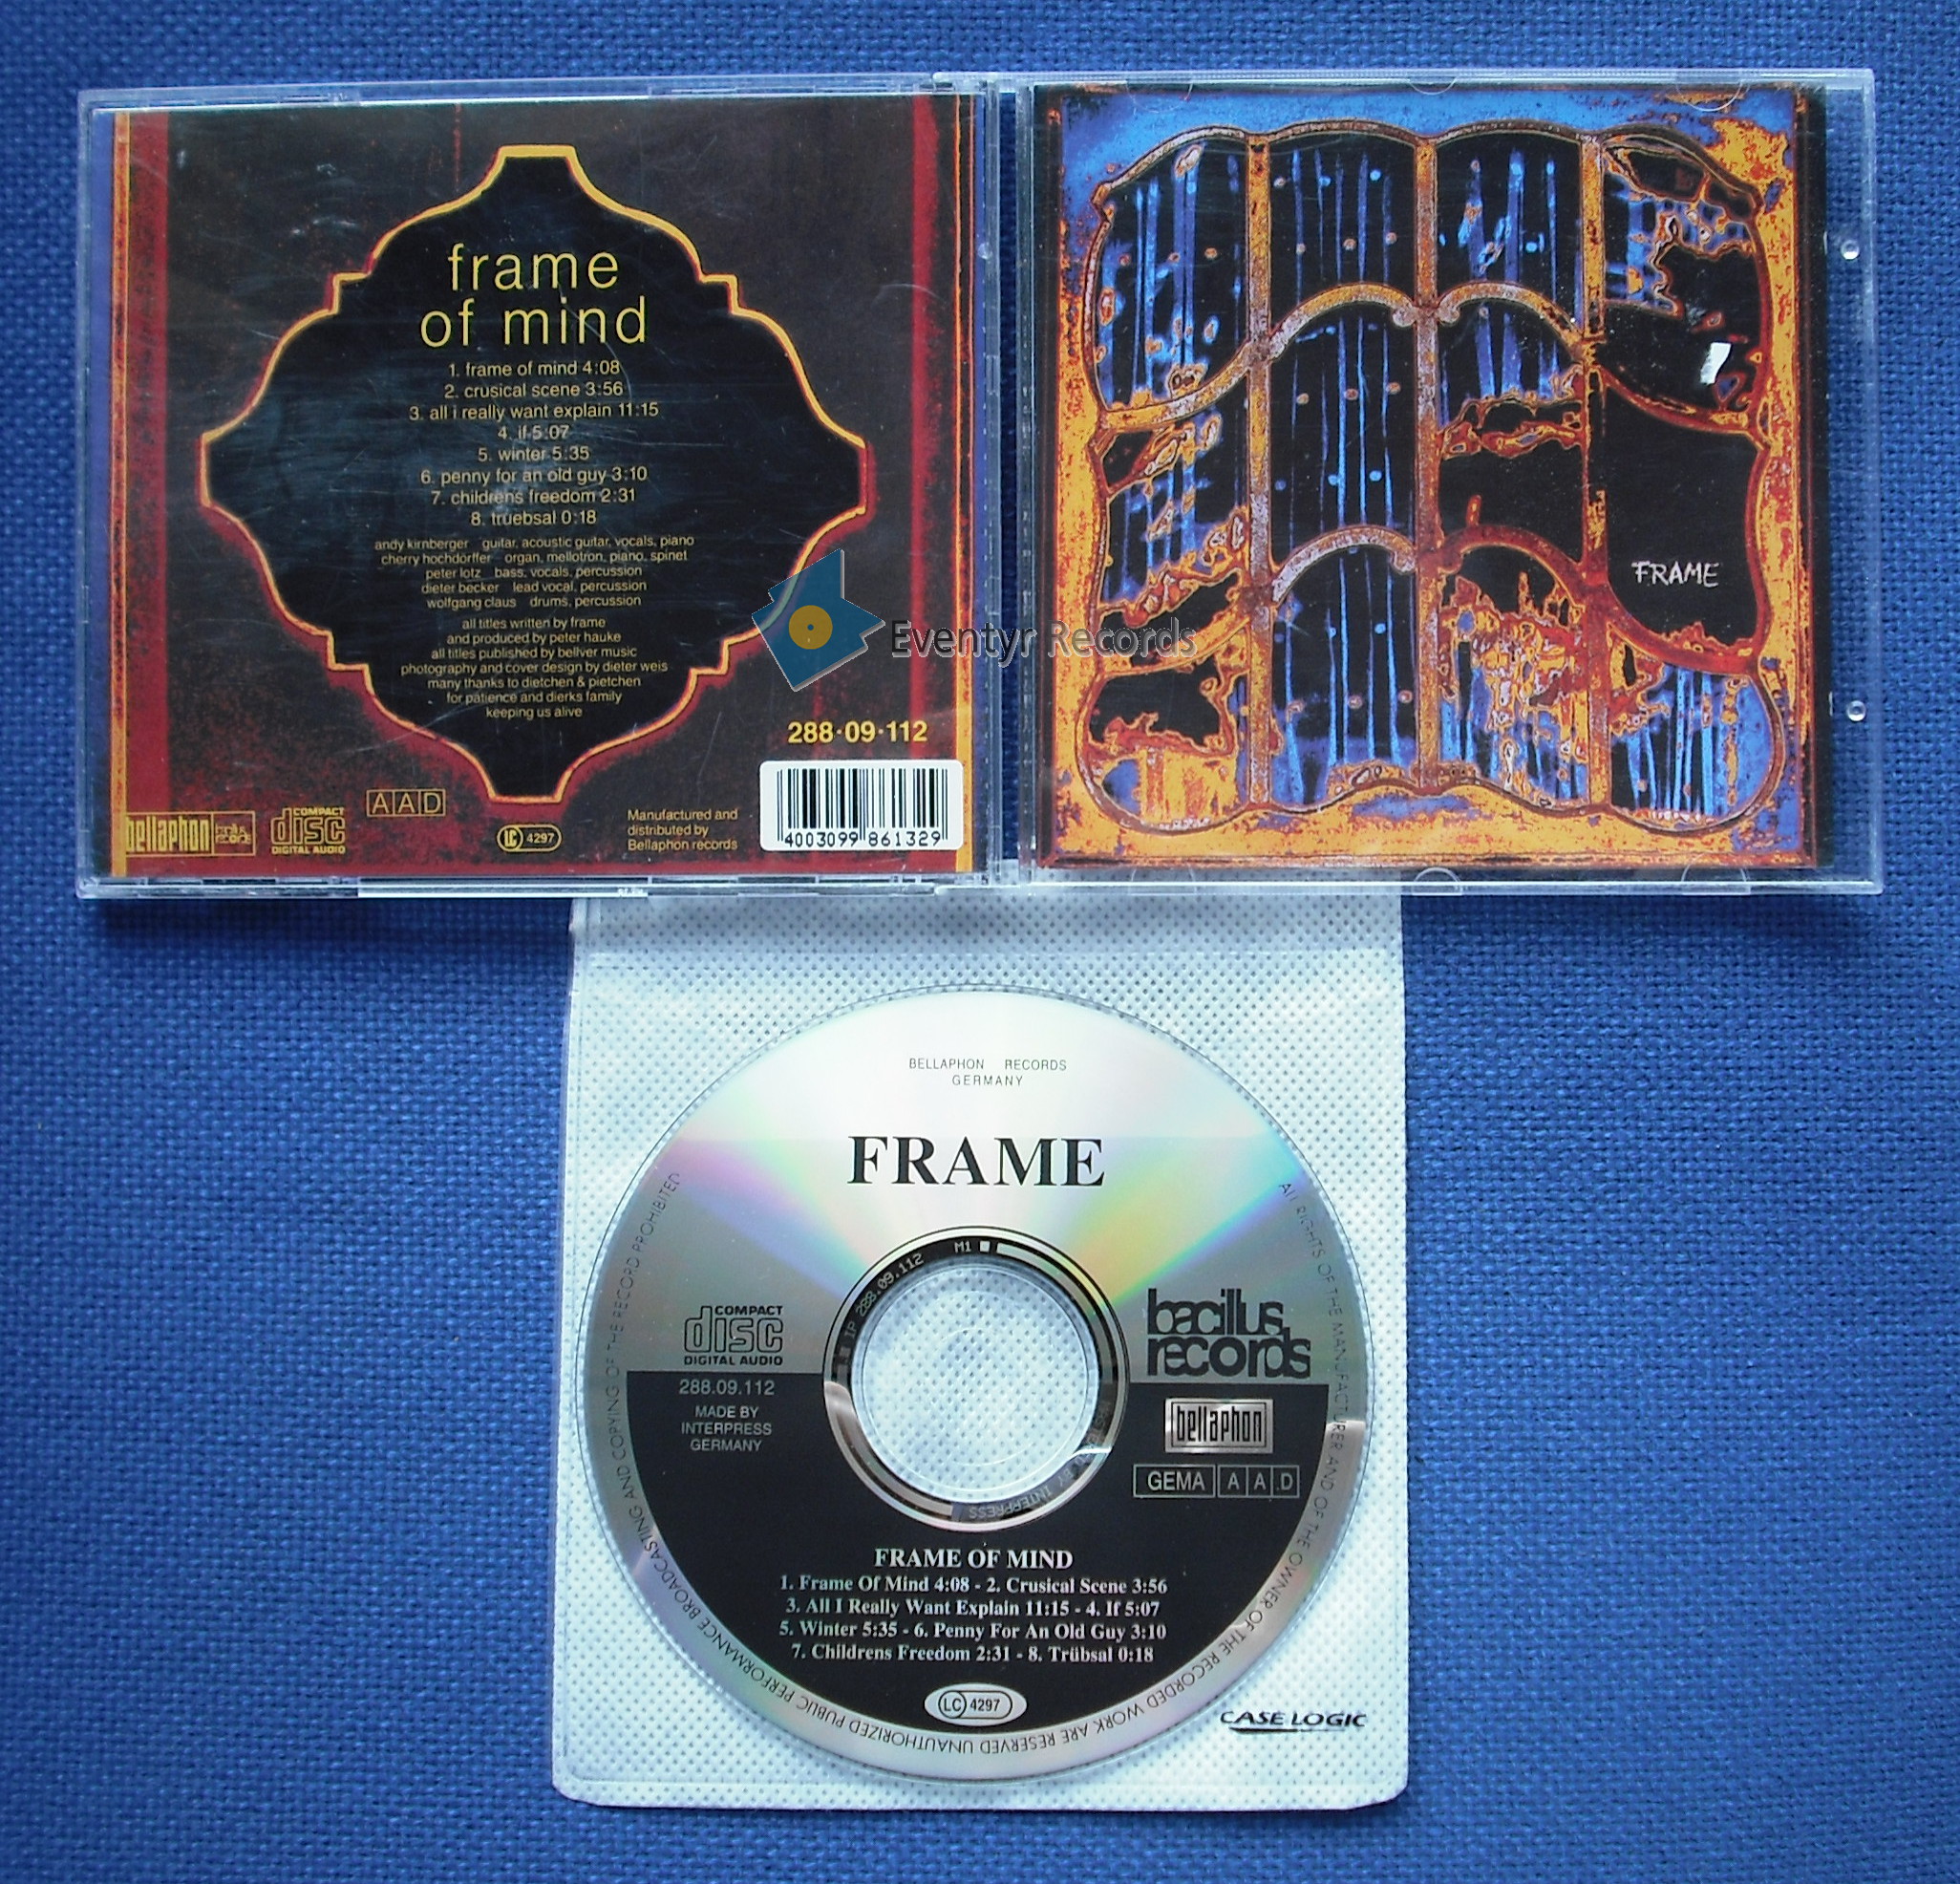 frame
of mind
1. frame of mind 4:08
2. crusical scene 3:56
3. all i really want explain 11:15
4. if 5:07
5. winter 5:35
6. penny for an old guy 3:10
7. childrens freedom 2:31
8. truebsal 0:18
andy kirnberger guitar, acoustic guitar, vocals, piano
cherry hochdörffer organ, mellotron, piano, spinet
peter lotz bass, vocals, percussion
dieter becker lead vocal, percussion
wolfgang claus drums, percussion
all titles written by frame
and produced by peter hauke
all titles published by bellver music
photography and cover design by dieter weis
many thanks to dietchen & pietchen
for patience and dierks family
keeping us alive
288·09·112
bellaphon
bacillus records
COMPACT
disc
DIGITAL AUDIO
AAD
LC 4297
Manufactured and
distributed by
Bellaphon records
4003099 861329
FRAME
Eventyr Records
BELLAPHON RECORDS
GERMANY
FRAME
COMPACT
disc
DIGITAL AUDIO
288.09.112
MADE BY
INTERPRESS
GERMANY
IP 288.09.112 M1
BY INTERPRESS
bacillus
records
bellaphon
GEMA A A D
FRAME OF MIND
1. Frame Of Mind 4:08 - 2. Crusical Scene 3:56
3. All I Really Want Explain 11:15 - 4. If 5:07
5. Winter 5:35 - 6. Penny For An Old Guy 3:10
7. Childrens Freedom 2:31 - 8. Trübsal 0:18
LC 4297
ALL RIGHTS OF THE MANUFACTURER AND OF THE OWNER OF THE RECORDED WORK ARE RESERVED UNAUTHORIZED PUBLIC PERFORMANCE BROADCASTING AND COPYING OF THE RECORD PROHIBITED
CASE LOGIC